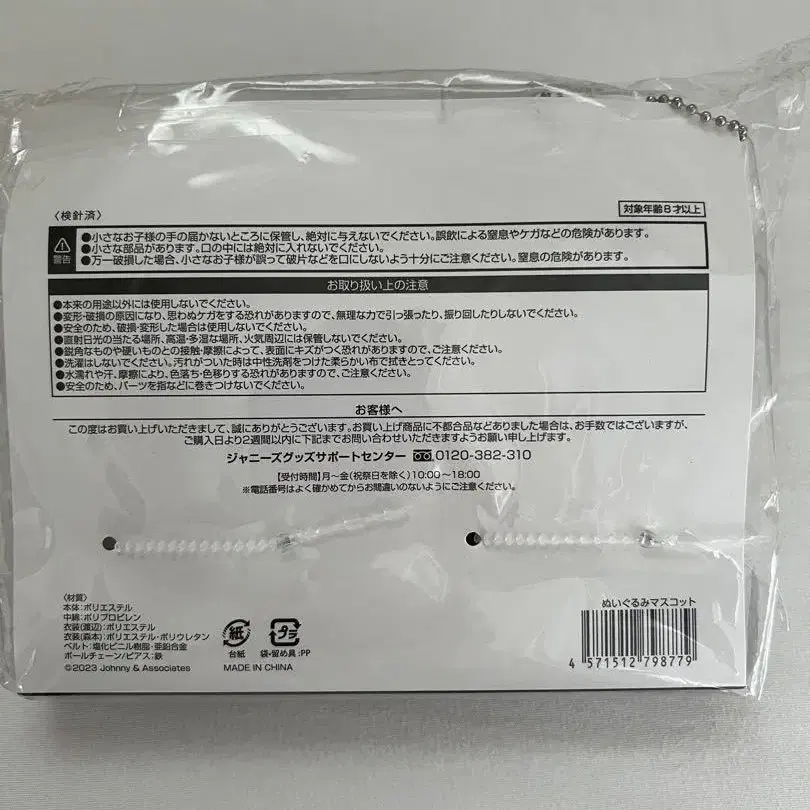 〈検針済〉
対象年齢8才以上
警告
●小さなお子様の手の届かないところに保管し、絶対に与えないでください。誤飲による窒息やケガなどの危険があります。
●小さな部品があります。口の中には絶対に入れないでください。
●万一破損した場合、小さなお子様が誤って破片などを口にしないよう十分にご注意ください。窒息の危険があります。
お取り扱い上の注意
●本来の用途以外には使用しないでください。
●変形・破損の原因になり、思わぬケガをする恐れがありますので、無理な力で引っ張ったり、振り回したりしないでください。
●安全のため、破損・変形した場合は使用しないでください。
●直射日光の当たる場所、高温・多湿な場所、火気周辺には保管しないでください。
●鋭角なものや硬いものとの接触・摩擦によって、表面にキズがつく恐れがありますので、ご注意ください。
●洗濯はしないでください。汚れがついた時は中性洗剤をつけた柔らかい布で拭きとってください。
●水濡れや汗、摩擦により、色落ち・色移りする恐れがありますので、ご注意ください。
●安全のため、パーツを指などに巻きつけないでください。
お客様へ
この度はお買い上げいただきまして、誠にありがとうございます。お買い上げ商品に不都合品などありました場合は、お手数ではございますが、
ご購入日より2週間以内に下記までお問い合わせいただきますようお願い申し上げます。
ジャニーズグッズサポートセンター 0120-382-310
【受付時間】月〜金(祝祭日を除く)10:00〜18:00
※電話番号はよく確かめてからお間違いのないようにご注意ください。
〈材質〉
本体:ポリエステル
中綿:ポリプロピレン
衣装(渡辺):ポリエステル
衣装(森本):ポリエステル・ポリウレタン
ベルト:塩化ビニル樹脂・亜鉛合金
ボールチェーン/ピアス:鉄
©2023 Johnny & Associates
紙
台紙
プラ
袋・留め具:PP
MADE IN CHINA
ぬいぐるみマスコット
4 571512 798779